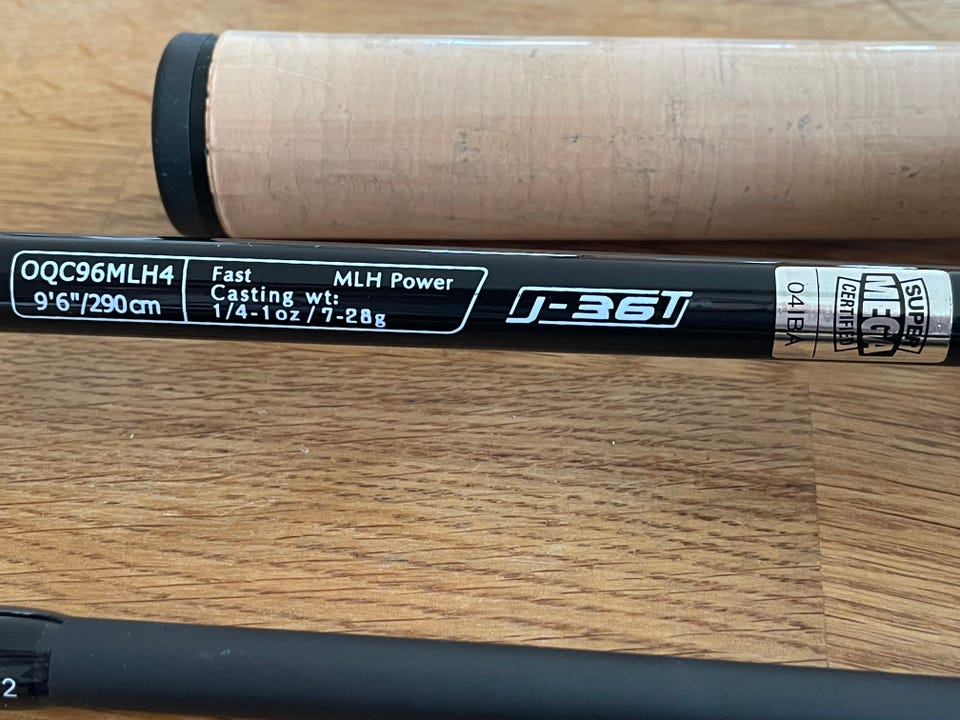 OQC96MLH4
9'6"/290cm
Fast MLH Power
Casting wt:
1/4-1oz/7-28g
J-36T
04IBA
SUPER
MEGA
CERTIFIED
2